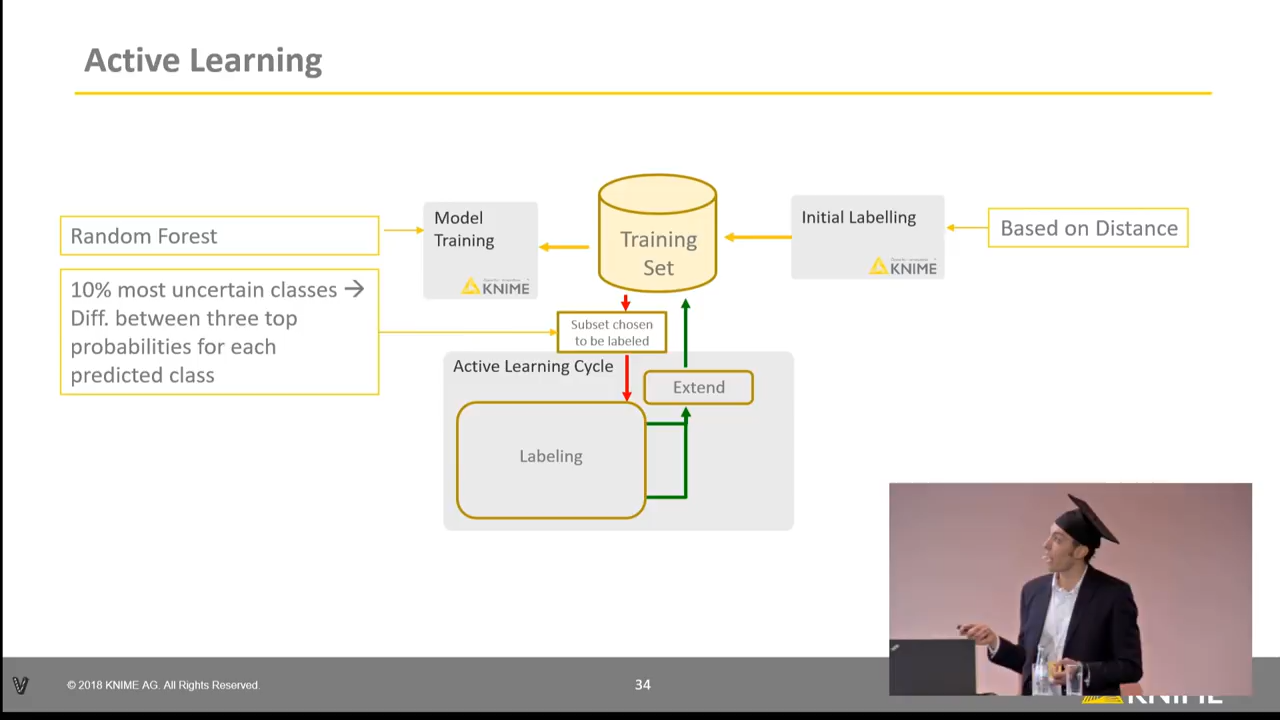 Active Learning
Random Forest
10% most uncertain classes →
Diff. between three top
probabilities for each
predicted class
Model
Training
KNIME
Training
Set
Initial Labelling
KNIME
Based on Distance
Subset chosen
to be labeled
Active Learning Cycle
Extend
Labeling
© 2018 KNIME AG. All Rights Reserved.
34
KNIME